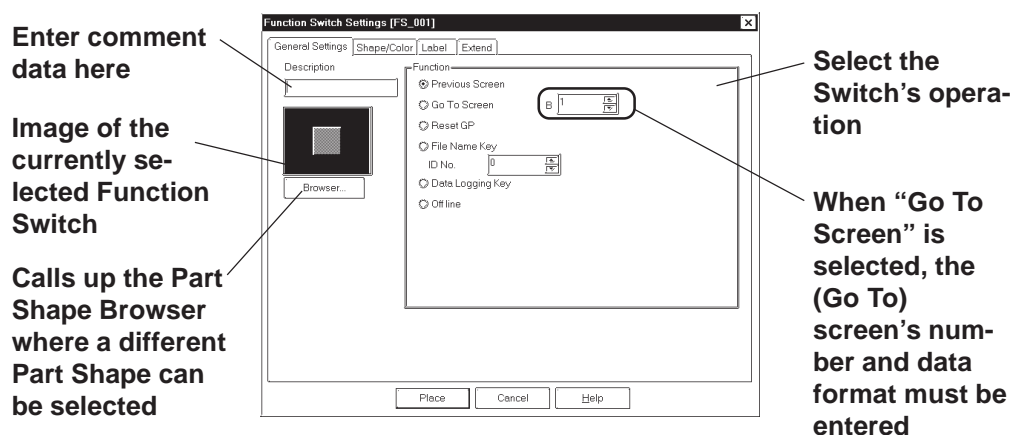 Enter comment
data here
Image of the
currently se-
lected Function
Switch
Calls up the Part
Shape Browser
where a different
Part Shape can
be selected
Function Switch Settings [FS_001]
General Settings
Shape/Color
Label
Extend
Description
Browser...
Function
Previous Screen
Go To Screen
B 1
Reset GP
File Name Key
ID No. 0
Data Logging Key
Off line
Place
Cancel
Help
Select the
Switch's opera-
tion
When “Go To
Screen” is
selected, the
(Go To)
screen's num-
ber and data
format must be
entered